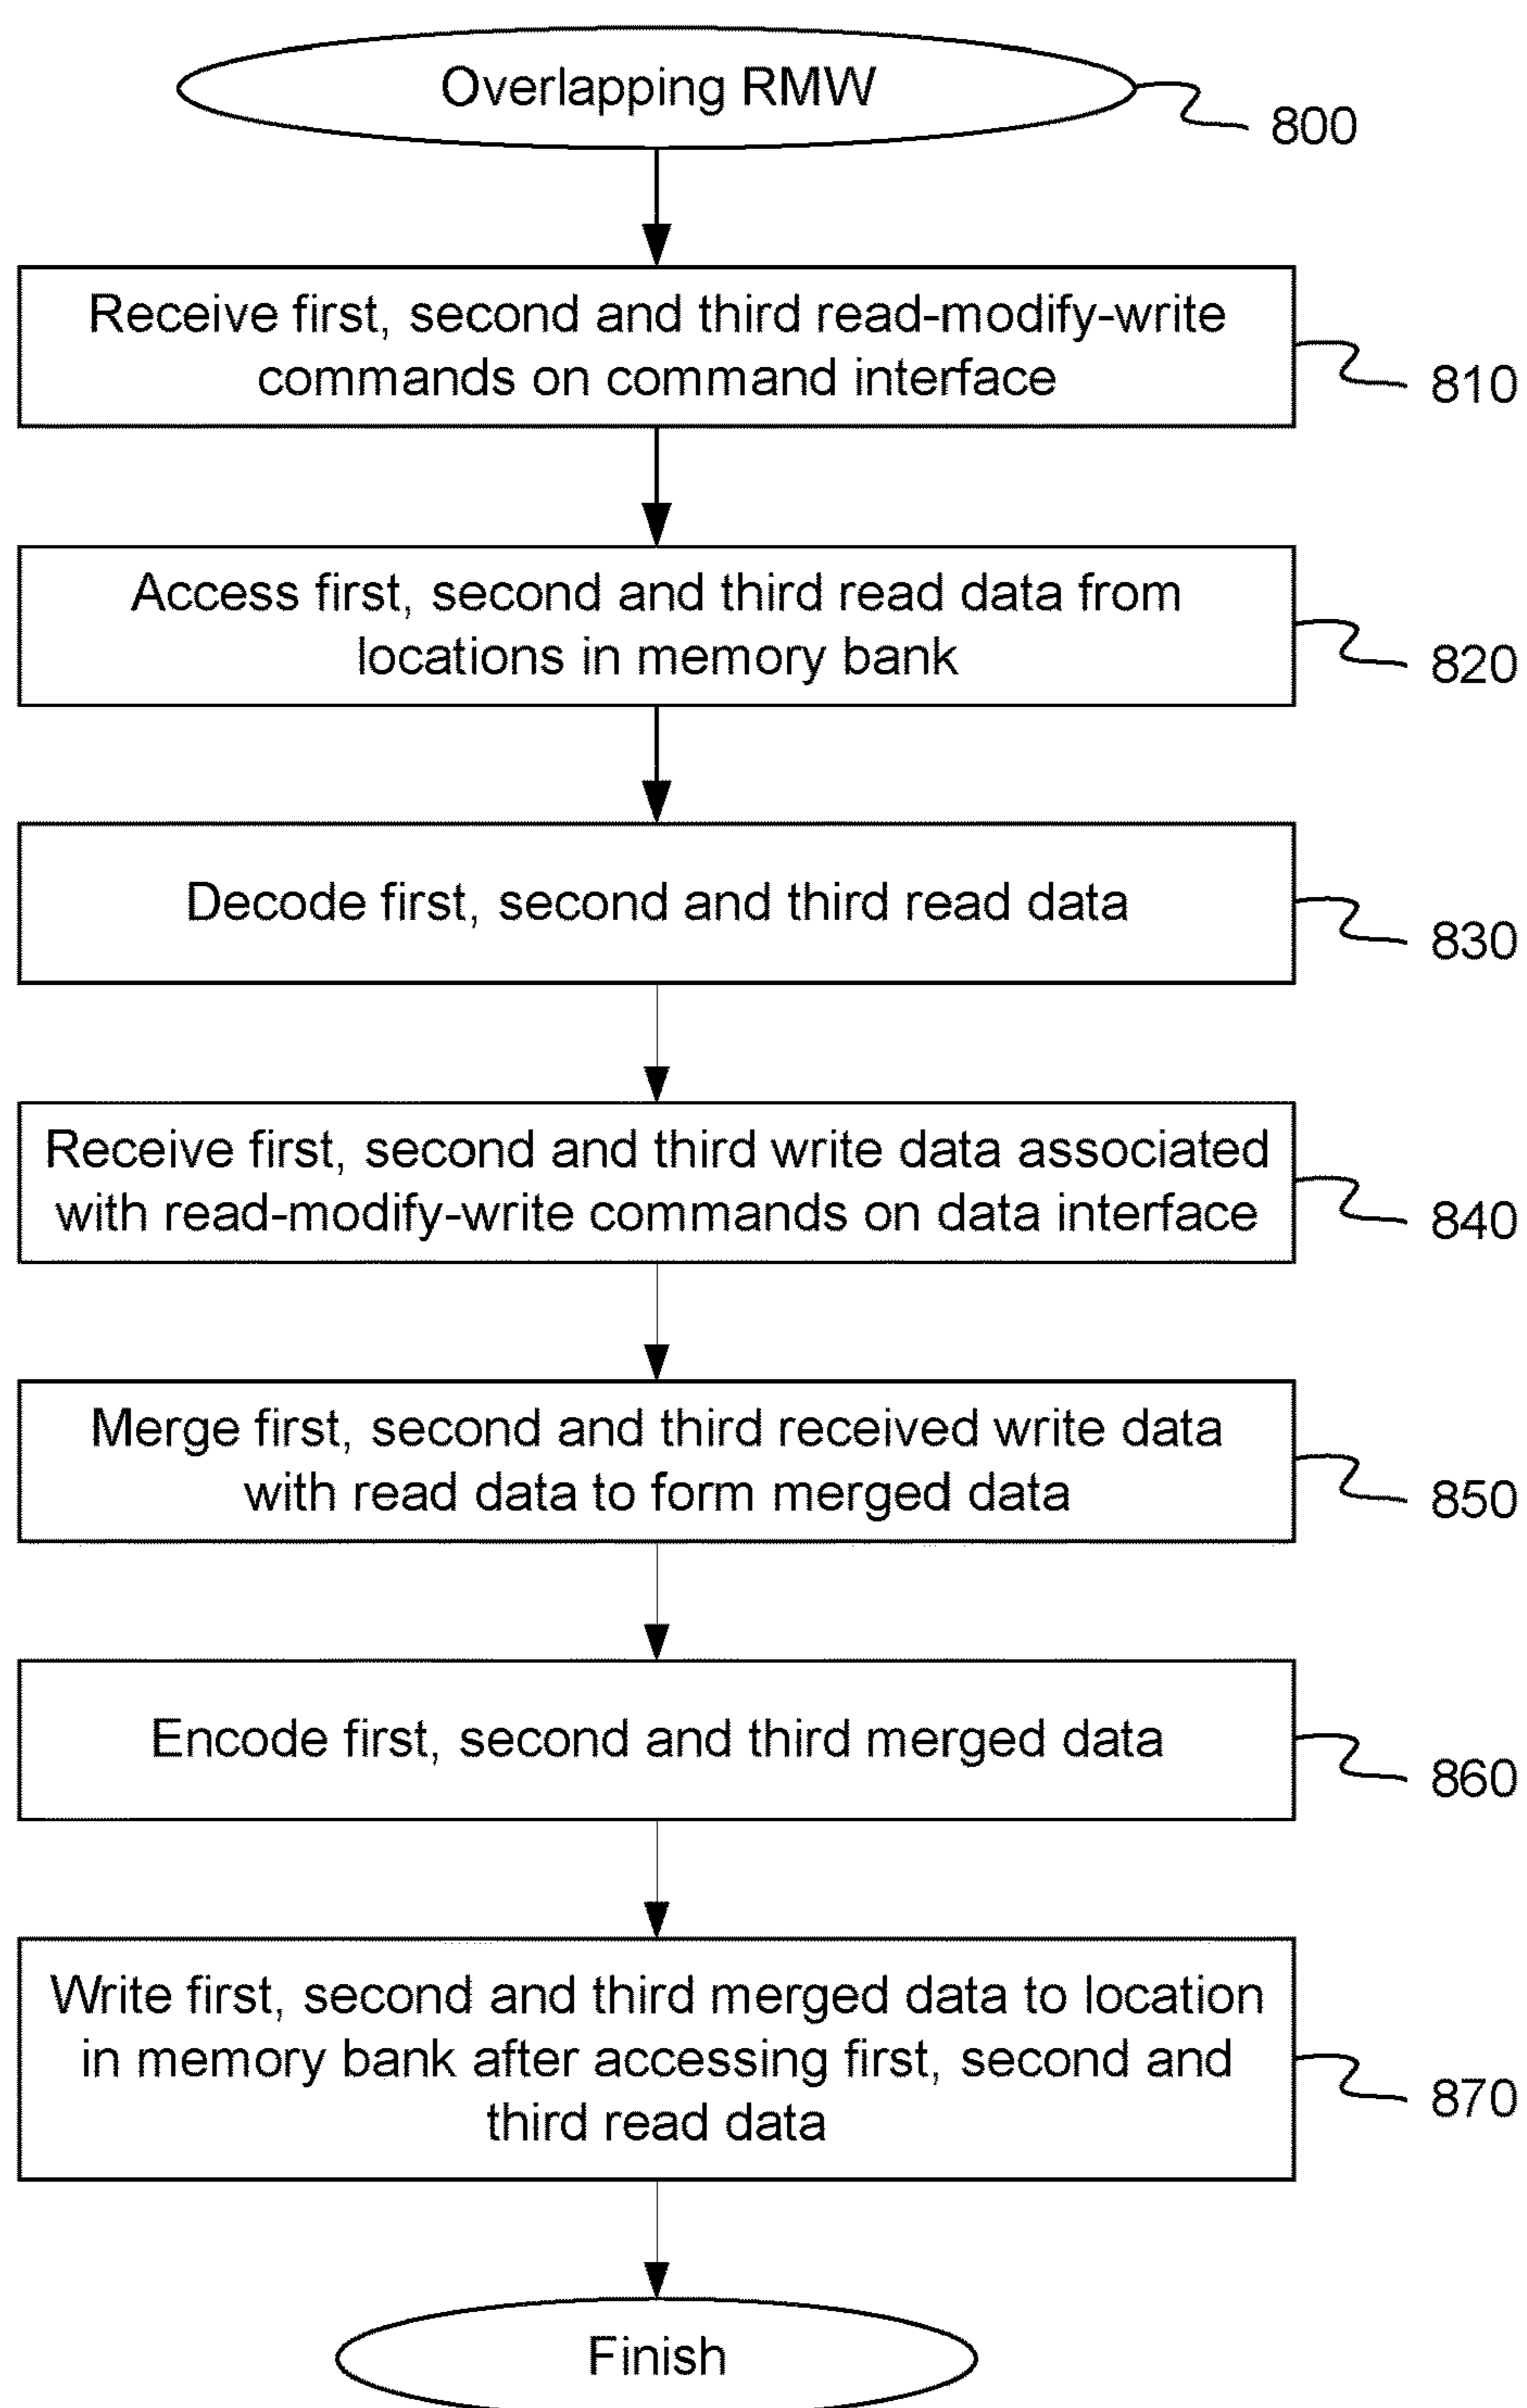 Overlapping RMW
800
Receive first, second and third read-modify-write
commands on command interface
810
Access first, second and third read data from
locations in memory bank
820
Decode first, second and third read data
830
Receive first, second and third write data associated
with read-modify-write commands on data interface
840
Merge first, second and third received write data
with read data to form merged data
850
Encode first, second and third merged data
860
Write first, second and third merged data to location
in memory bank after accessing first, second and
third read data
870
Finish